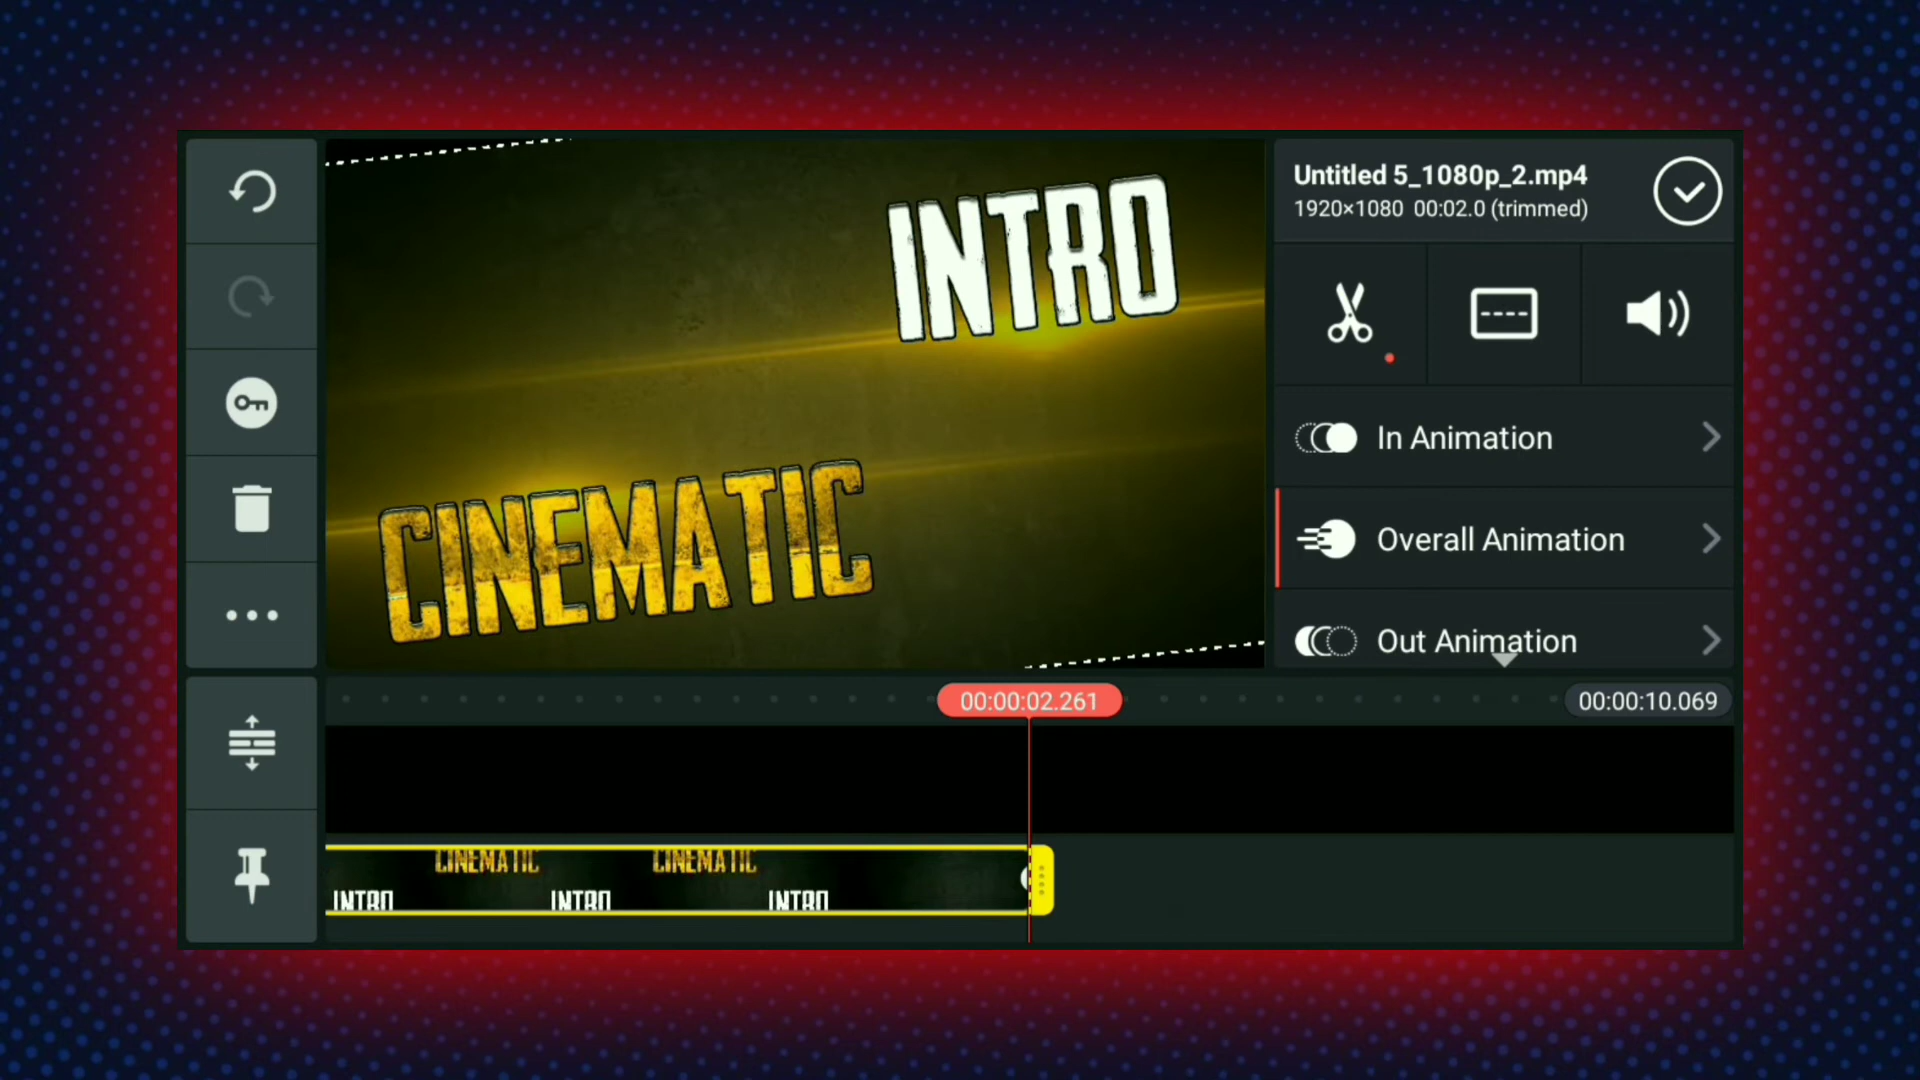 INTRO
CINEMATIC
Untitled 5_1080p_2.mp4
1920×1080 00:02.0 (trimmed)
In Animation
Overall Animation
Out Animation
00:00:02.261
00:00:10.069
CINEMATIC CINEMATIC
INTRO INTRO INTRO